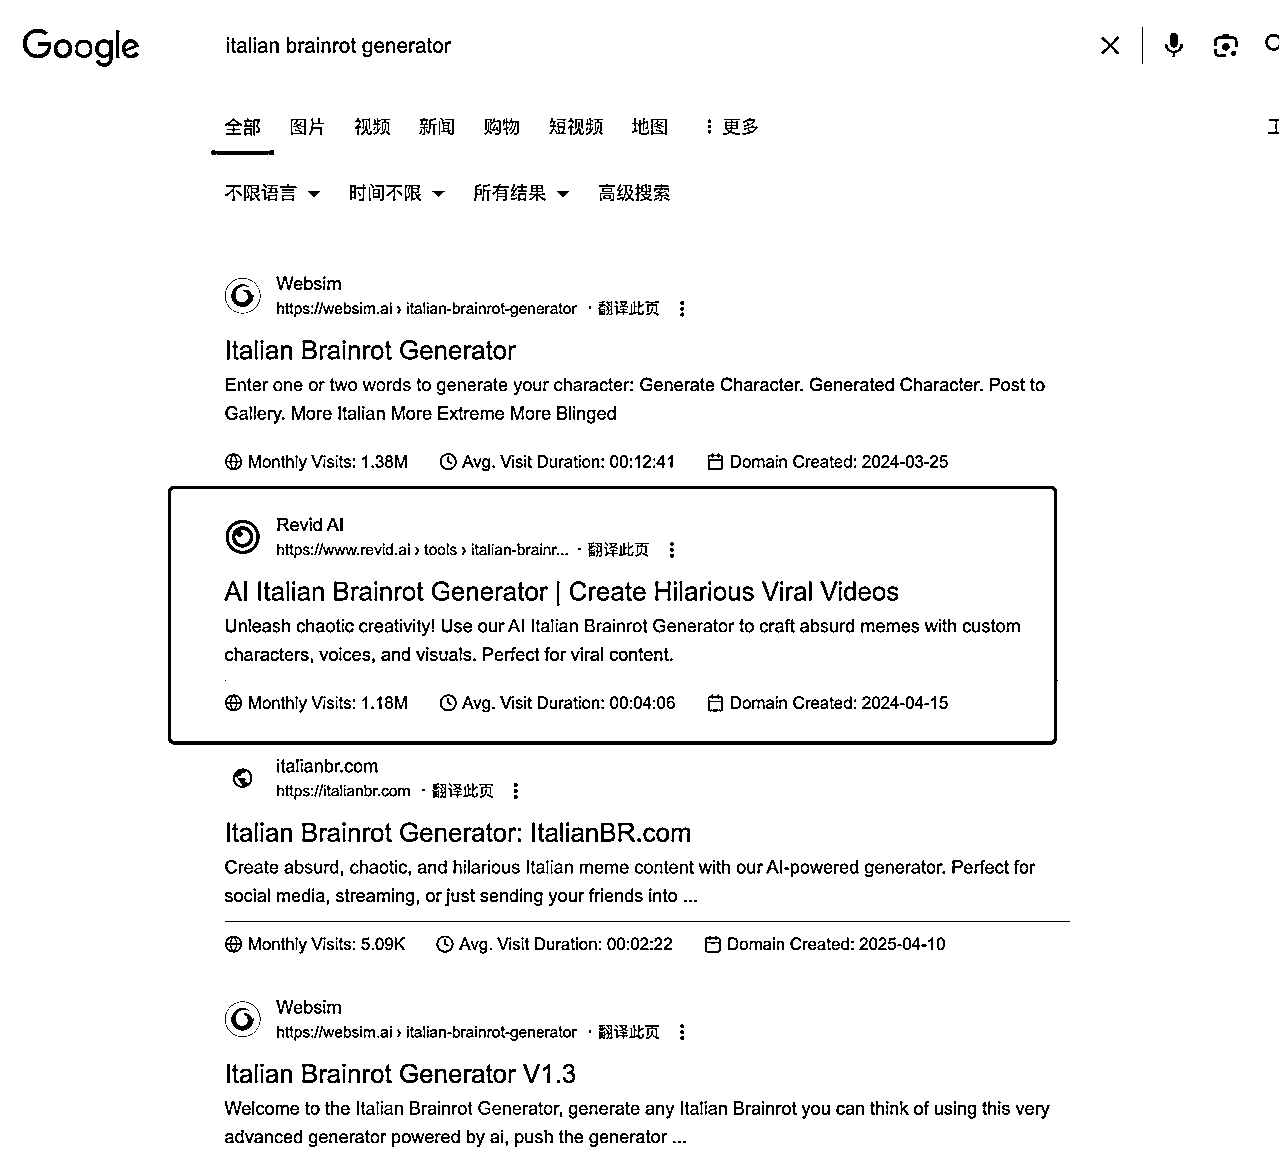 Google italian brainrot generator
全部 图片 视频 新闻 购物 短视频 地图 更多
不限语言 时间不限 所有结果 高级搜索
Websim
https://websim.ai › italian-brainrot-generator · 翻译此页
Italian Brainrot Generator
Enter one or two words to generate your character: Generate Character. Generated Character. Post to
Gallery. More Italian More Extreme More Blinged
Monthly Visits: 1.38M Avg. Visit Duration: 00:12:41 Domain Created: 2024-03-25
Revid AI
https://www.revid.ai › tools › italian-brainr... · 翻译此页
AI Italian Brainrot Generator | Create Hilarious Viral Videos
Unleash chaotic creativity! Use our AI Italian Brainrot Generator to craft absurd memes with custom
characters, voices, and visuals. Perfect for viral content.
Monthly Visits: 1.18M Avg. Visit Duration: 00:04:06 Domain Created: 2024-04-15
italianbr.com
https://italianbr.com · 翻译此页
Italian Brainrot Generator: ItalianBR.com
Create absurd, chaotic, and hilarious Italian meme content with our AI-powered generator. Perfect for
social media, streaming, or just sending your friends into ...
Monthly Visits: 5.09K Avg. Visit Duration: 00:02:22 Domain Created: 2025-04-10
Websim
https://websim.ai › italian-brainrot-generator · 翻译此页
Italian Brainrot Generator V1.3
Welcome to the Italian Brainrot Generator, generate any Italian Brainrot you can think of using this very
advanced generator powered by ai, push the generator ...